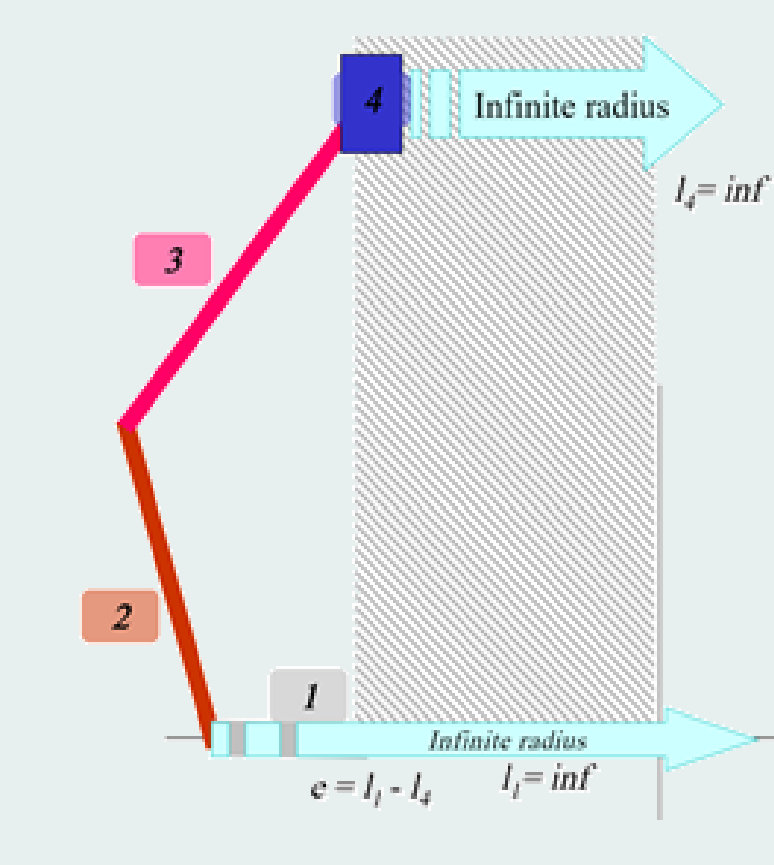 4
Infinite radius
l₄= inf
3
2
1
Infinite radius
e = l₁ - l₄
l₁= inf